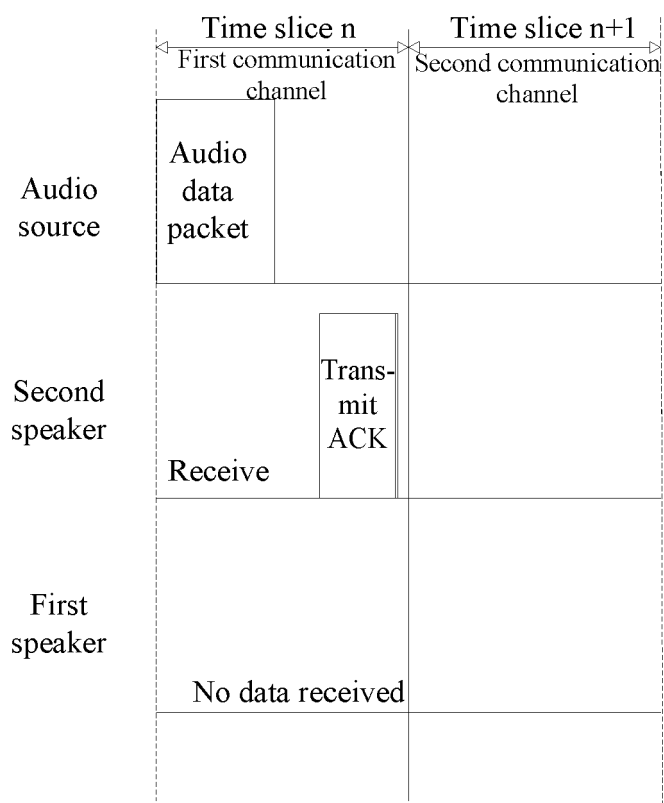 Time slice n
Time slice n+1
First communication
channel
Second communication
channel
Audio
source
Audio
data
packet
Second
speaker
Receive
Trans-
mit
ACK
First
speaker
No data received